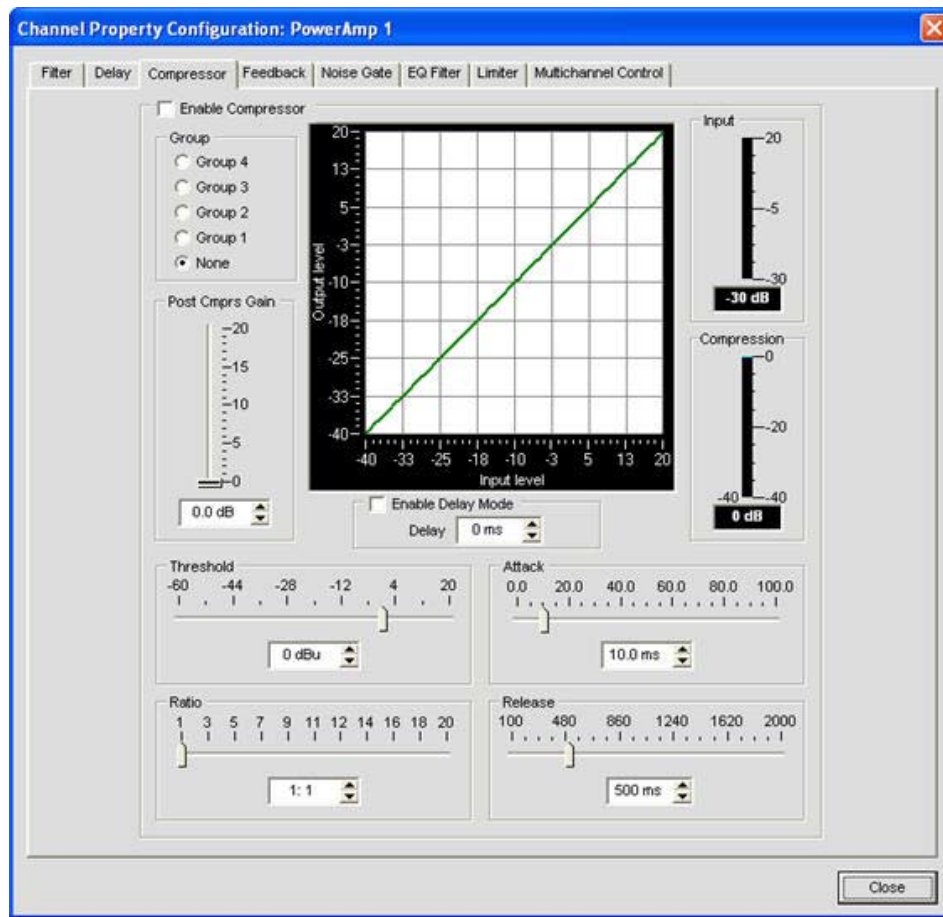 Channel Property Configuration: PowerAmp 1
Filter Delay Compressor Feedback Noise Gate EQ Filter Limiter Multichannel Control
Enable Compressor
Group
Group 4
Group 3
Group 2
Group 1
None
Post Cmprs Gain
20
15
10
5
0
0.0 dB
Output level
20
13
5
-3
-10
-18
-25
-33
-40
-40 -33 -25 -18 -10 -3 5 13 20
Input level
Enable Delay Mode
Delay 0 ms
Input
20
-5
-30
-30 dB
Compression
0
-20
-40 -40
0 dB
Threshold
-60 -44 -28 -12 4 20
0 dBu
Attack
0.0 20.0 40.0 60.0 80.0 100.0
10.0 ms
Ratio
1 3 5 7 9 11 12 14 16 18 20
1: 1
Release
100 480 860 1240 1620 2000
500 ms
Close